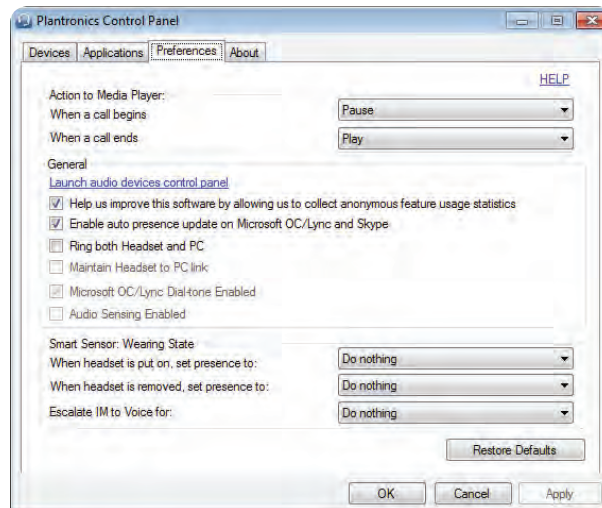 Plantronics Control Panel
Devices Applications Preferences About
HELP
Action to Media Player:
When a call begins Pause
When a call ends Play
General
Launch audio devices control panel
Help us improve this software by allowing us to collect anonymous feature usage statistics
Enable auto presence update on Microsoft OC/Lync and Skype
Ring both Headset and PC
Maintain Headset to PC link
Microsoft OC/Lync Dial-tone Enabled
Audio Sensing Enabled
Smart Sensor: Wearing State
When headset is put on, set presence to: Do nothing
When headset is removed, set presence to: Do nothing
Escalate IM to Voice for: Do nothing
Restore Defaults
OK Cancel Apply